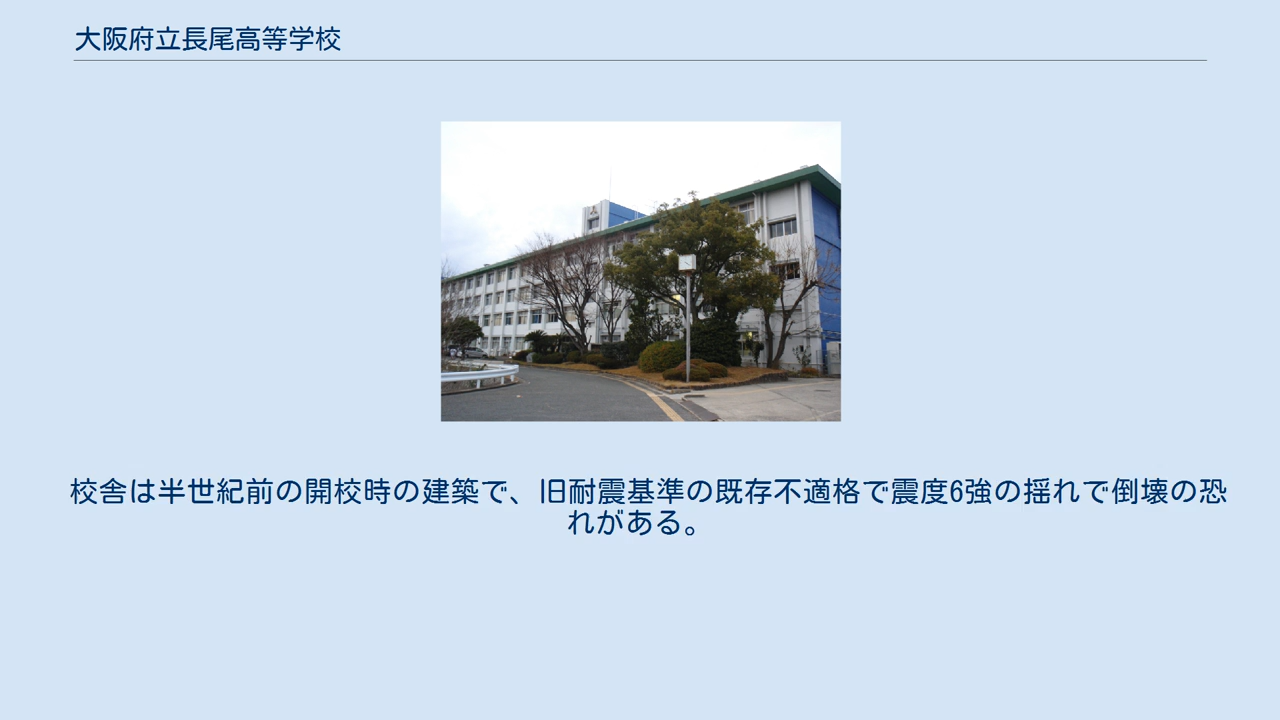 大阪府立長尾高等学校
校舎は半世紀前の開校時の建築で、旧耐震基準の既存不適格で震度6強の揺れで倒壊の恐
れがある。